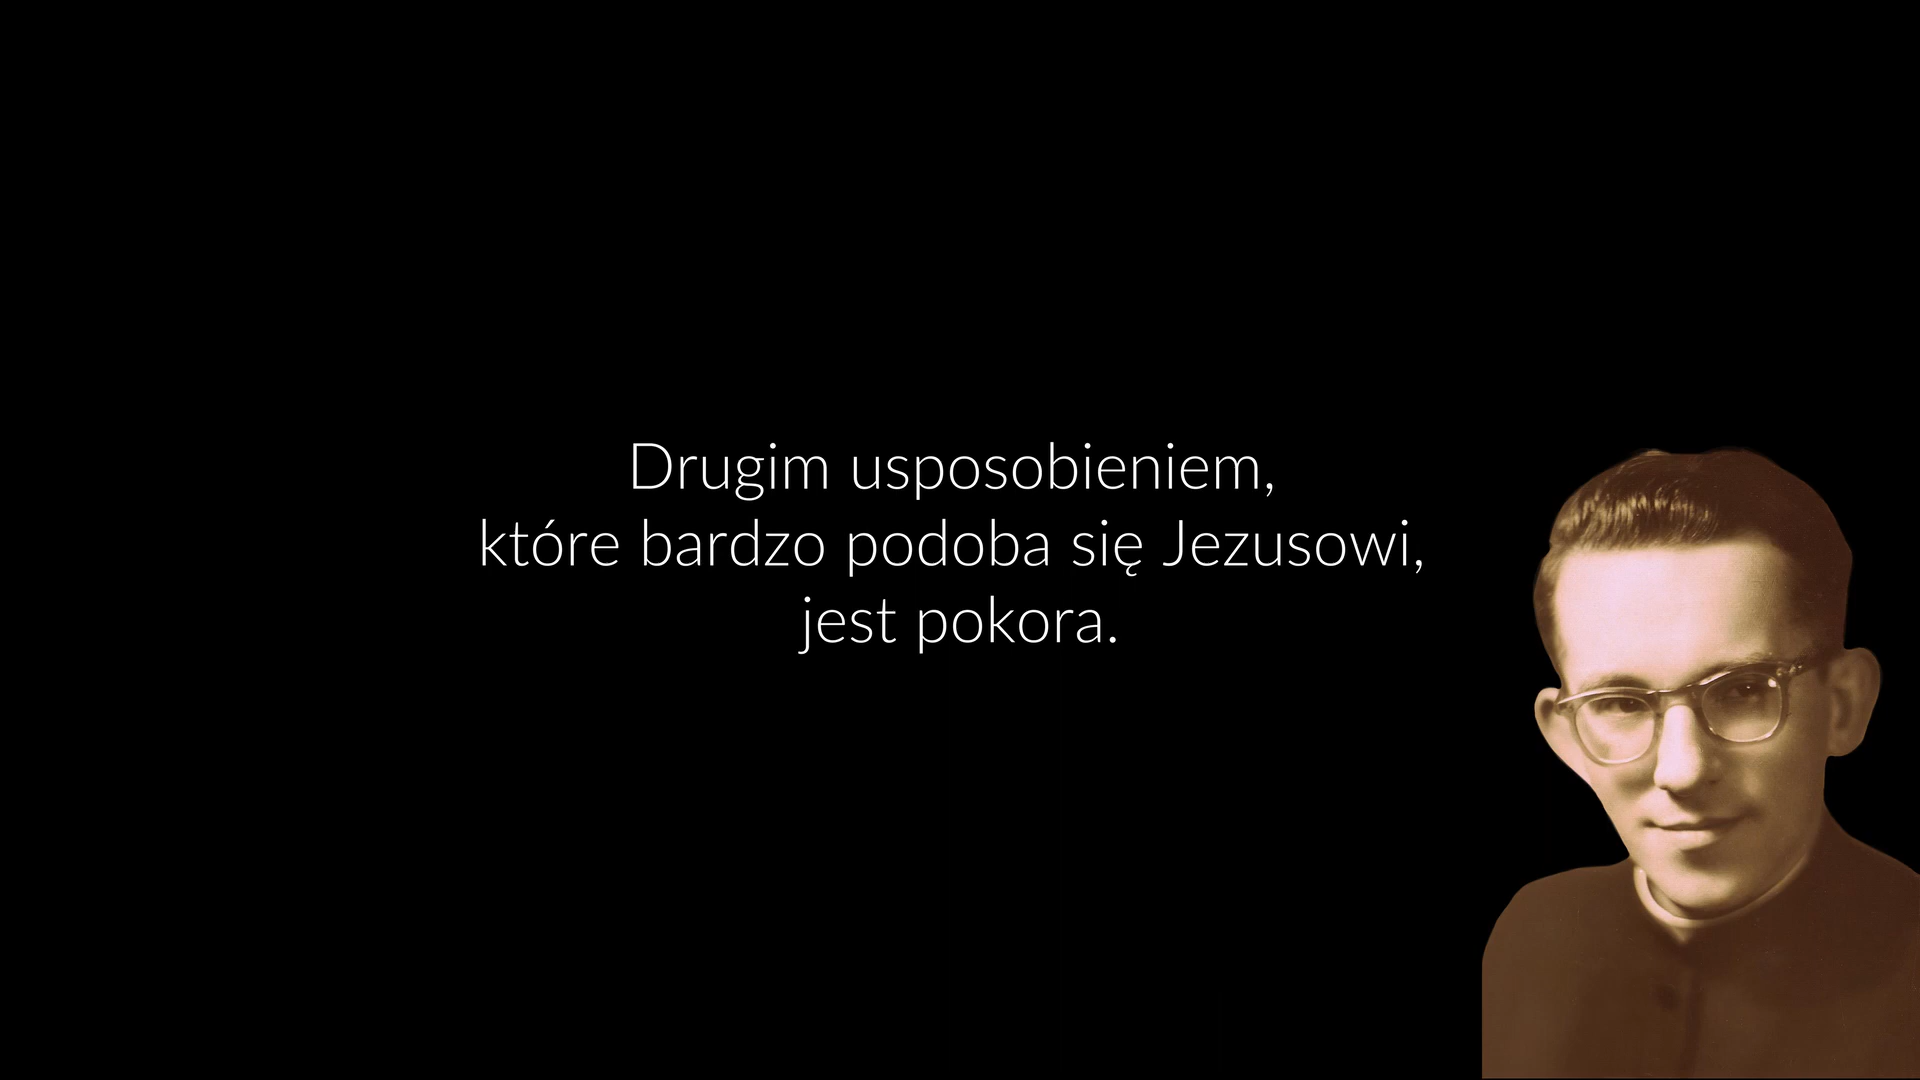 Drugim usposobieniem,
które bardzo podoba się Jezusowi,
jest pokora.